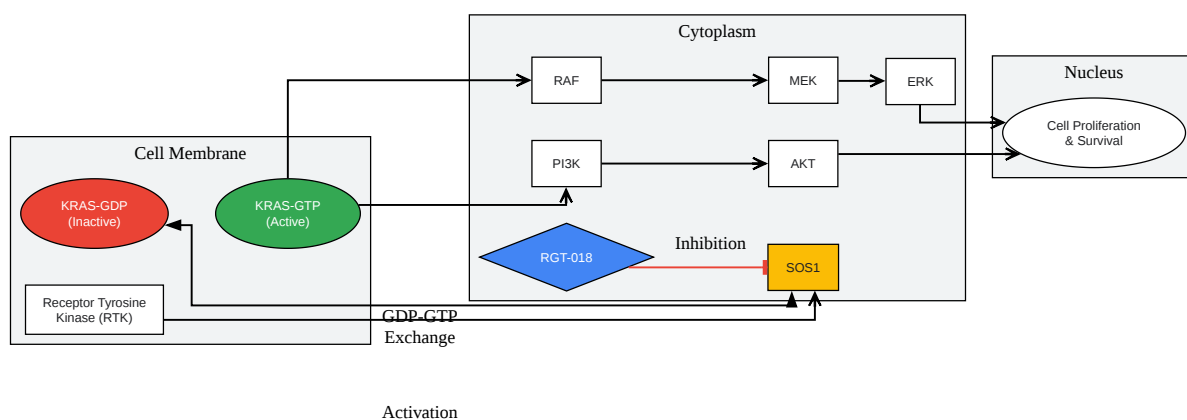 Cytoplasm
Nucleus
RAF
MEK
ERK
Cell Proliferation
& Survival
Cell Membrane
PI3K
AKT
KRAS-GDP
(Inactive)
KRAS-GTP
(Active)
Inhibition
RGT-018
SOS1
Receptor Tyrosine
Kinase (RTK)
GDP-GTP
Exchange
Activation